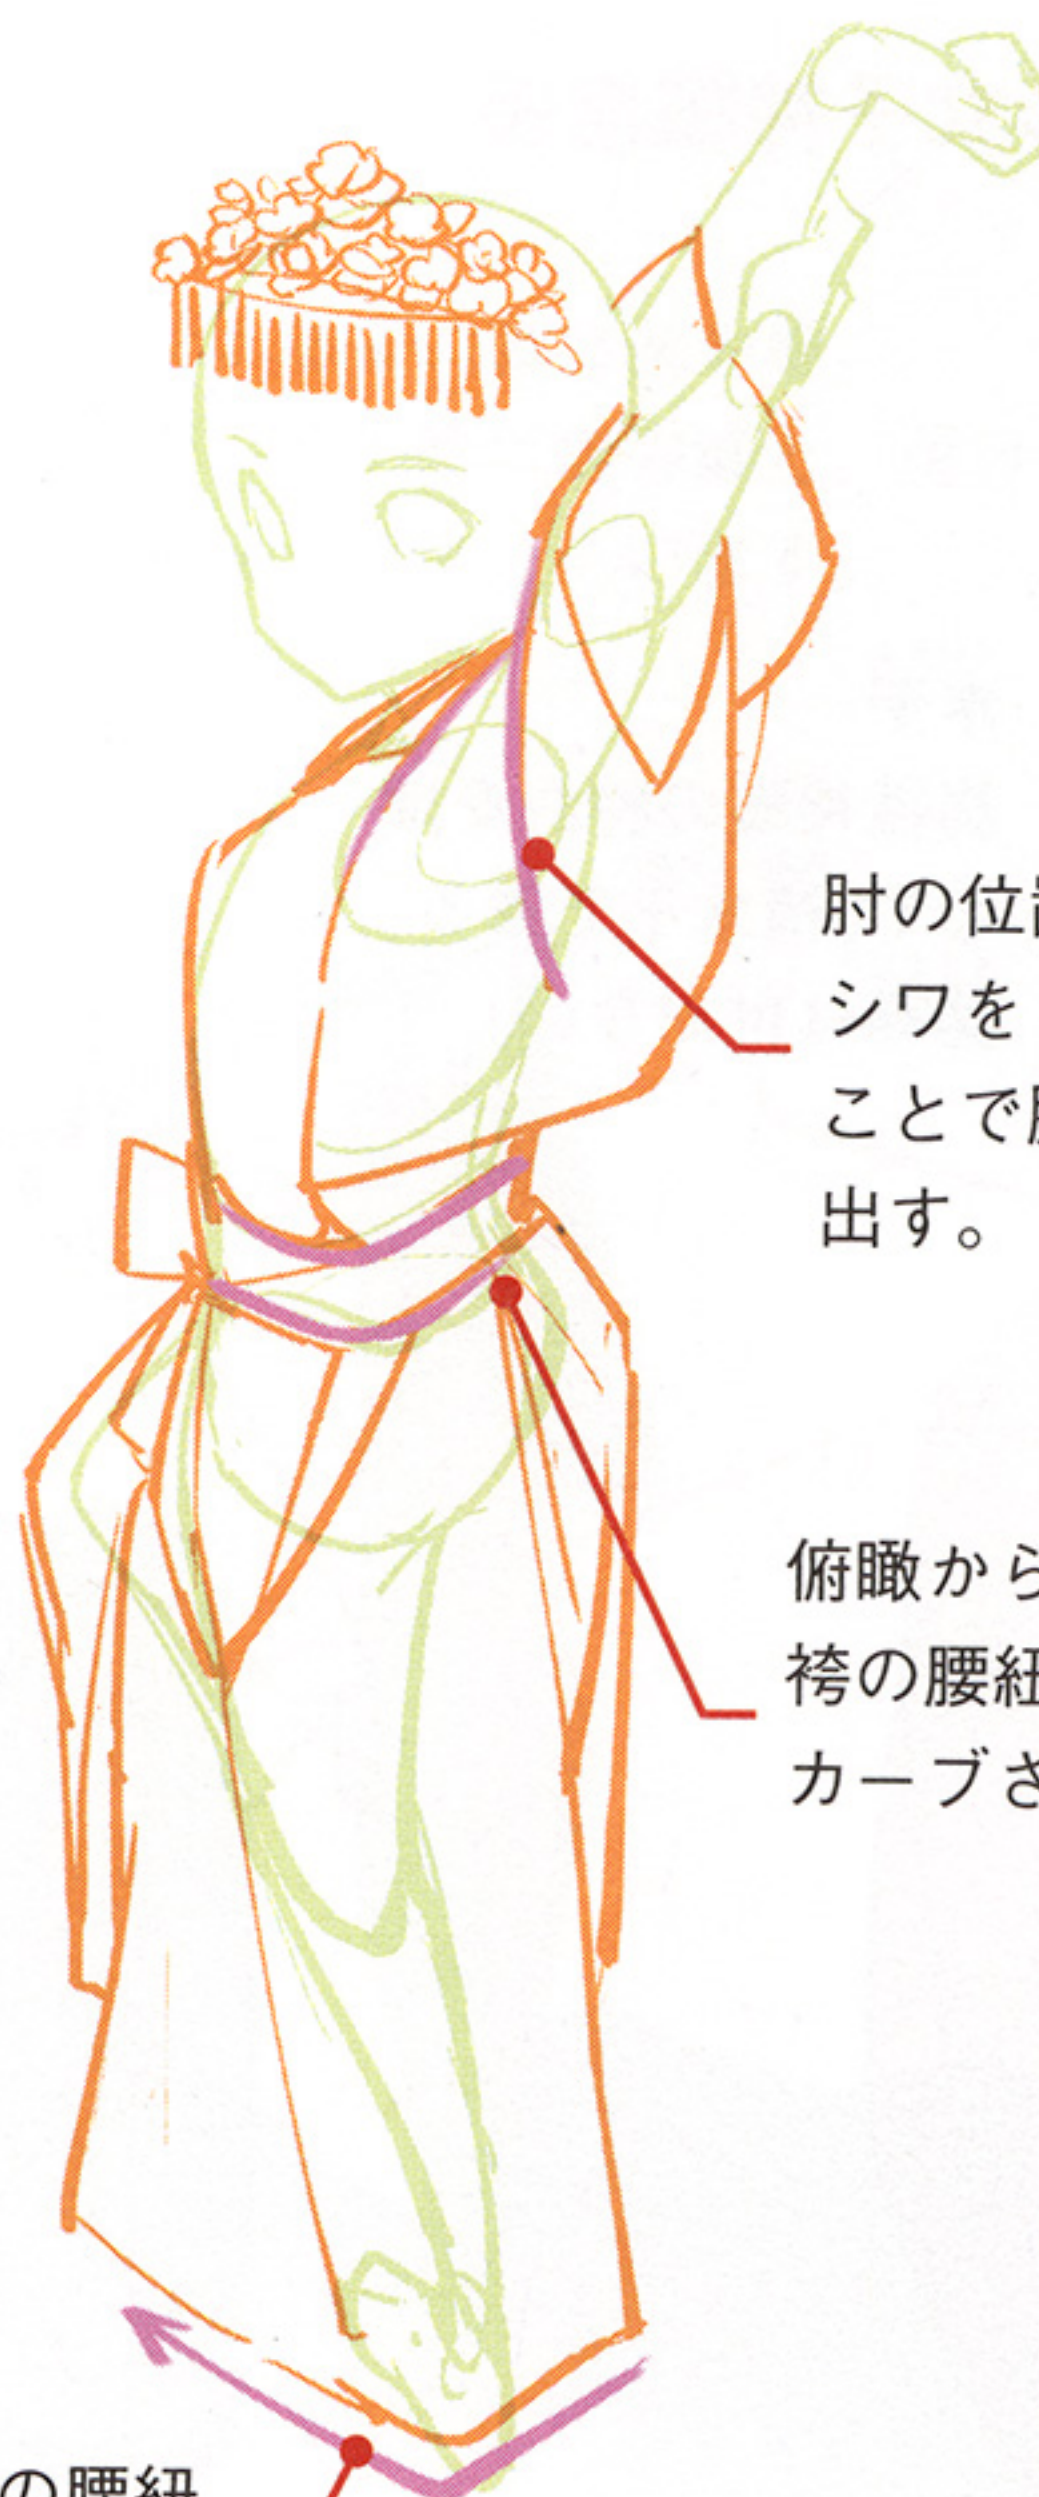 肘の位
シワを
ことで
出す。
俯瞰から
袴の腰紐
カーブさ
の腰紐